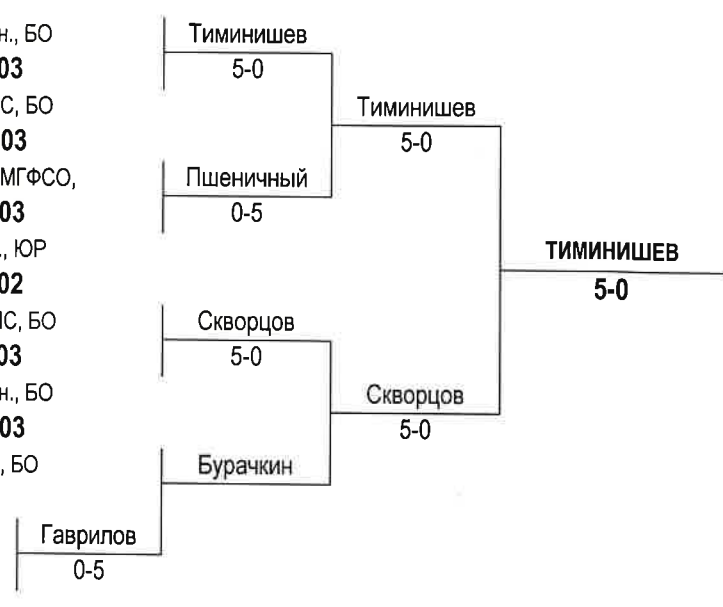 н., БО
03
С, БО
03
МГФСО,
03
., ЮР
02
С, БО
03
н., БО
03
, БО
Тиминишев
5-0
Пшеничный
0-5
Скворцов
5-0
Бурачкин
Гаврилов
0-5
Тиминишев
5-0
Скворцов
5-0
ТИМИНИШЕВ
5-0